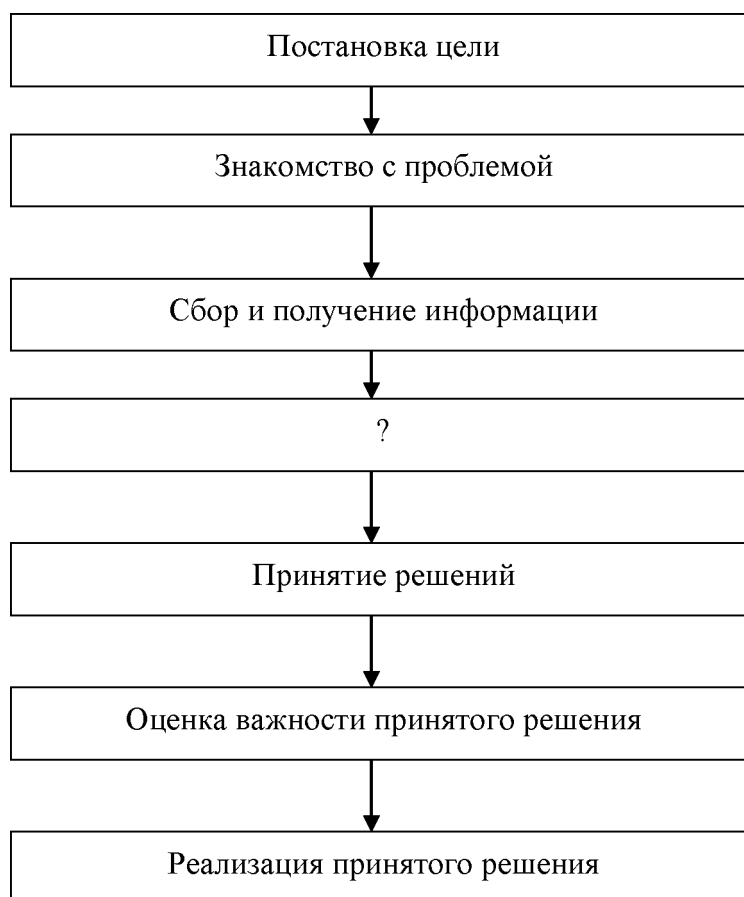 Постановка цели
Знакомство с проблемой
Сбор и получение информации
?
Принятие решений
Оценка важности принятого решения
Реализация принятого решения